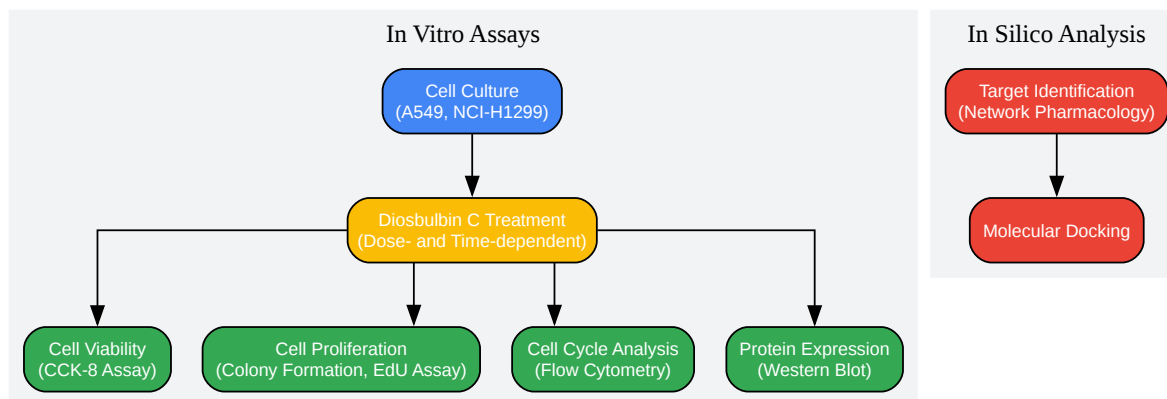 In Vitro Assays
Cell Culture
(A549, NCI-H1299)
Diosbulbin C Treatment
(Dose- and Time-dependent)
Cell Viability
(CCK-8 Assay)
Cell Proliferation
(Colony Formation, EdU Assay)
Cell Cycle Analysis
(Flow Cytometry)
Protein Expression
(Western Blot)
In Silico Analysis
Target Identification
(Network Pharmacology)
Molecular Docking